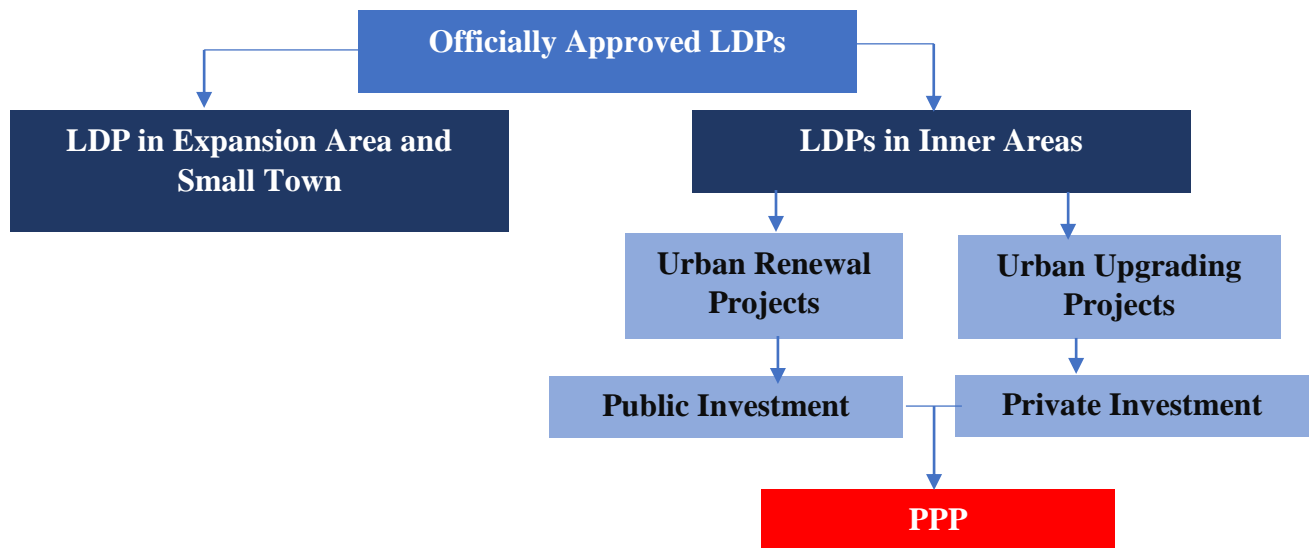 Officially Approved LDPs
LDP in Expansion Area and
Small Town
LDPs in Inner Areas
Urban Renewal
Projects
Urban Upgrading
Projects
Public Investment
Private Investment
PPP